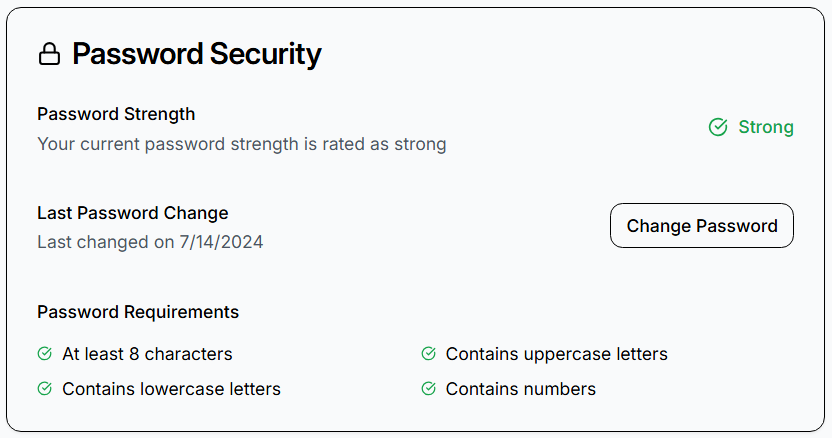 Password Security
Password Strength
Your current password strength is rated as strong
Strong
Last Password Change
Last changed on 7/14/2024
Change Password
Password Requirements
At least 8 characters
Contains uppercase letters
Contains lowercase letters
Contains numbers